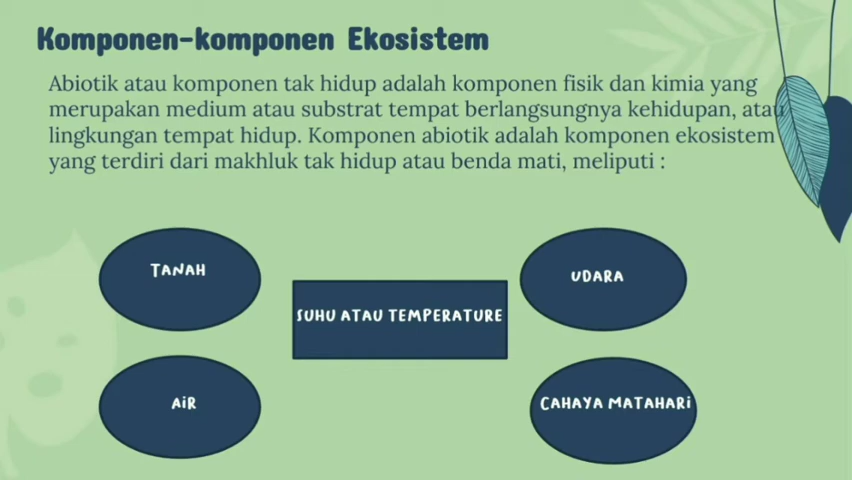 Komponen-komponen Ekosistem
Abiotik atau komponen tak hidup adalah komponen fisik dan kimia yang
merupakan medium atau substrat tempat berlangsungnya kehidupan, atau
lingkungan tempat hidup. Komponen abiotik adalah komponen ekosistem
yang terdiri dari makhluk tak hidup atau benda mati, meliputi :
TANAH
UDARA
SUHU ATAU TEMPERATURE
AiR
CAHAYA MATAHARi